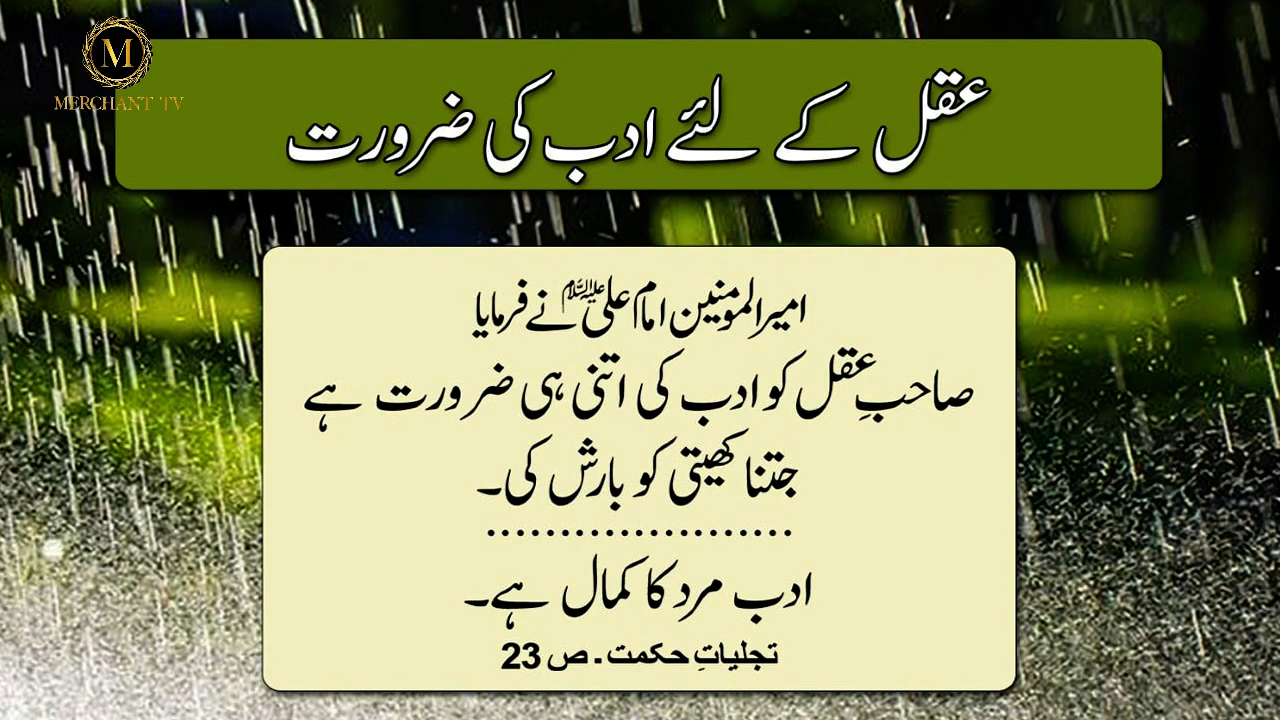 MERCHANT TV
عقل کے لئے ادب کی ضرورت
امیرالمومنین امام علی علیہ السلام نے فرمایا
صاحبِ عقل کو ادب کی اتنی ہی ضرورت ہے
جتنا کھیتی کو بارش کی۔
.....................
ادب مرد کا کمال ہے۔
تجلیاتِ حکمت ۔ ص 23